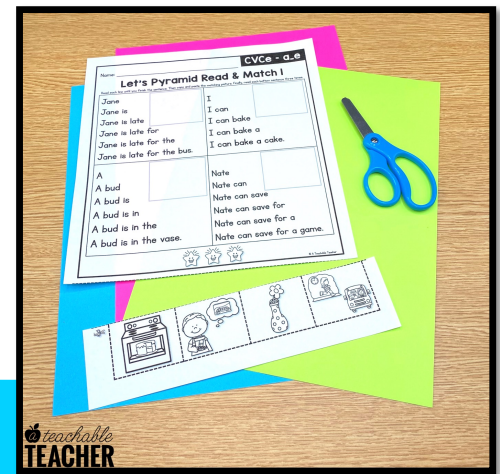 CVCe - a_e
Name:
Let's Pyramid Read & Match 1
Jane
Jane is
Jane is late
Jane is late for
Jane is late for the
Jane is late for the bus.
I
I can
I can bake
I can bake a
I can bake a cake.
A
A bud
A bud is
A bud is in
A bud is in the
A bud is in the vase.
Nate
Nate can
Nate can save
Nate can save for
Nate can save for a
Nate can save for a game.
a teachable
TEACHER